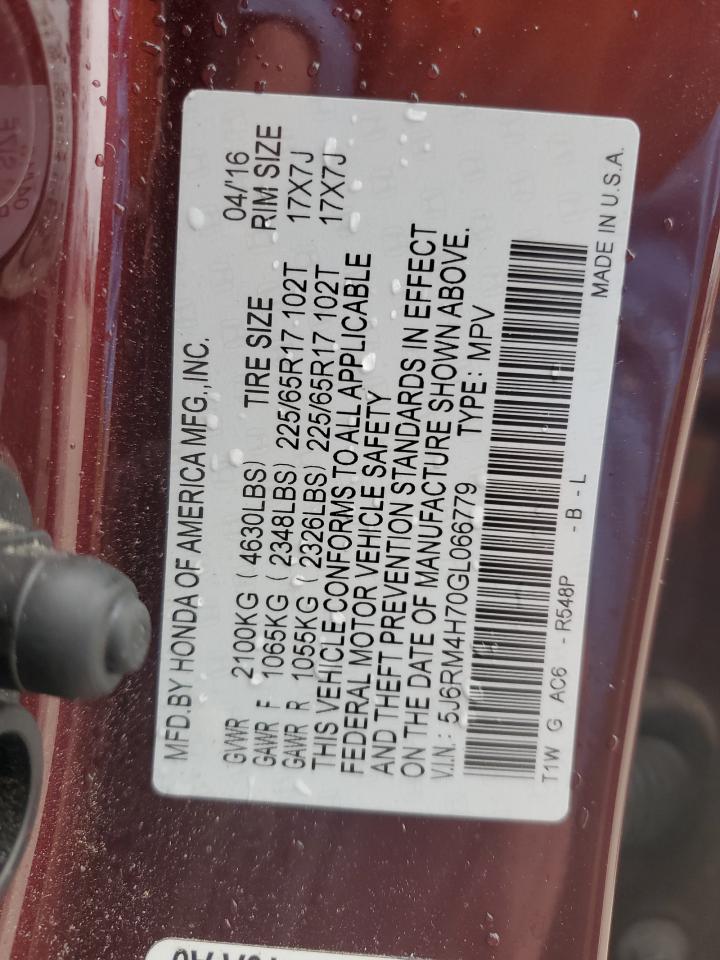 MFD.BY HONDA OF AMERICA MFG.,INC.
04/'16
GVWR 2100KG ( 4630LBS) TIRE SIZE RIM SIZE
GAWR F 1065KG ( 2348LBS) 225/65R17 102T 17X7J
GAWR R 1055KG ( 2326LBS) 225/65R17 102T 17X7J
THIS VEHICLE CONFORMS TO ALL APPLICABLE
FEDERAL MOTOR VEHICLE SAFETY
AND THEFT PREVENTION STANDARDS IN EFFECT
ON THE DATE OF MANUFACTURE SHOWN ABOVE.
V.I.N.: 5J6RM4H70GL066779 TYPE: MPV
T1W G AC6 - R548P - B - L MADE IN U.S.A.
SIZE